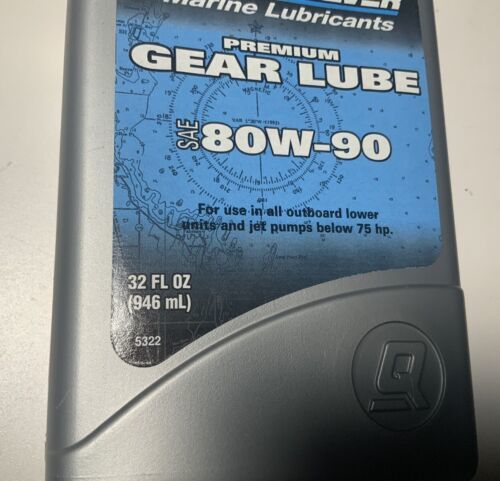 Marine Lubricants
PREMIUM
GEAR LUBE
SAE 80W-90
For use in all outboard lower
units and jet pumps below 75 hp.
32 FL OZ
(946 mL)
5322